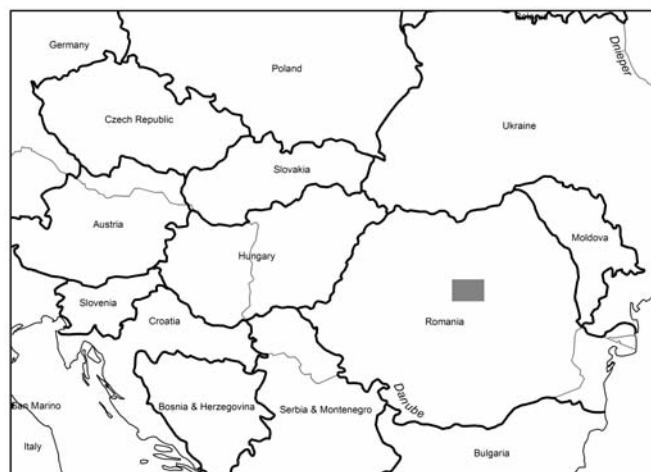 Belarus
Germany
Dnieper
Poland
Czech Republic
Ukraine
Slovakia
Austria
Moldova
Hungary
Slovenia
Croatia
Romania
Danube
San Marino
Bosnia & Herzegovina
Serbia & Montenegro
Italy
Bulgaria